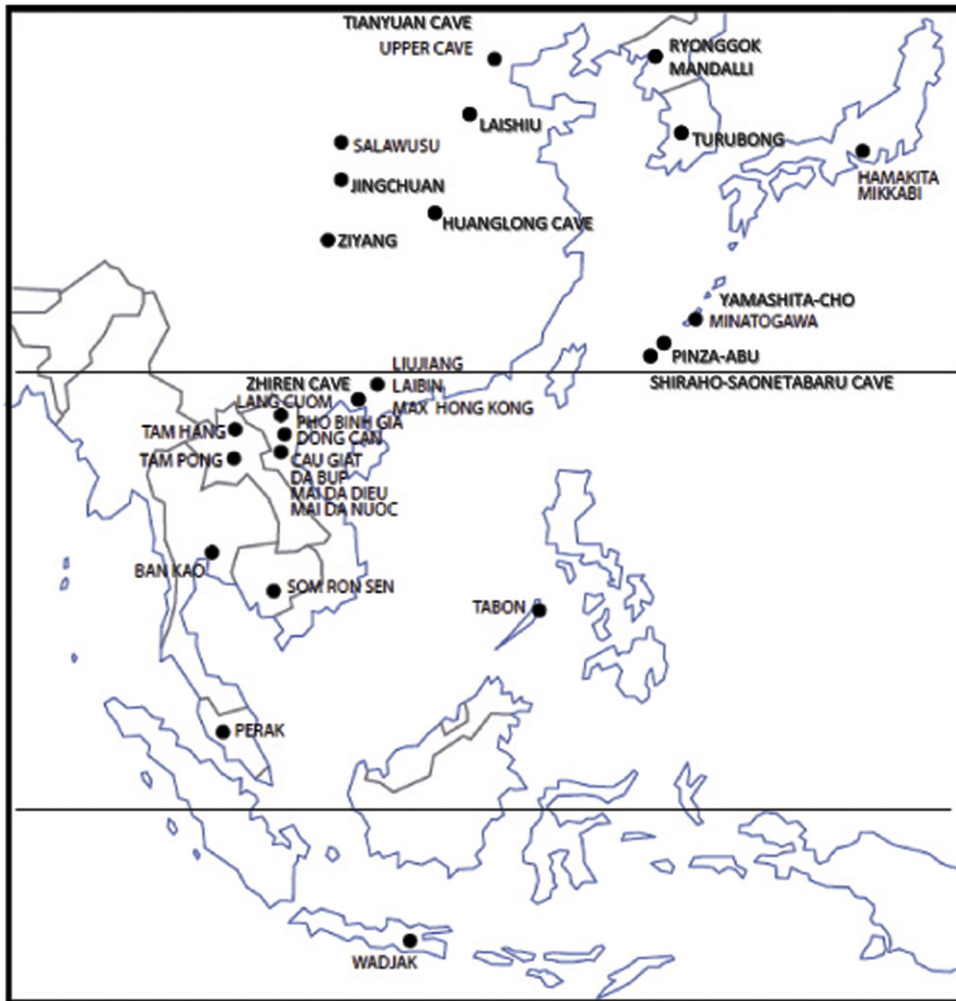 TIANYUAN CAVE
UPPER CAVE
RYONGGOK
MANDALLI
LAISHIU
TURUBONG
SALAWUSU
HAMAKITA
MIKKABI
JINGCHUAN
HUANGLONG CAVE
ZIYANG
YAMASHITA-CHO
MINATOGAWA
PINZA-ABU
SHIRAHO-SAONETABARU CAVE
LIUJIANG
ZHIREN CAVE
LAIBIN
LANG CUOM
MAX HONG KONG
PHO BINH GIA
TAM HANG
DONG CAN
TAM PONG
CAU GIAT
DA BUP
MAI DA DIEU
MAI DA NUOC
BAN KAO
SOM RON SEN
TABON
PERAK
WADJAK